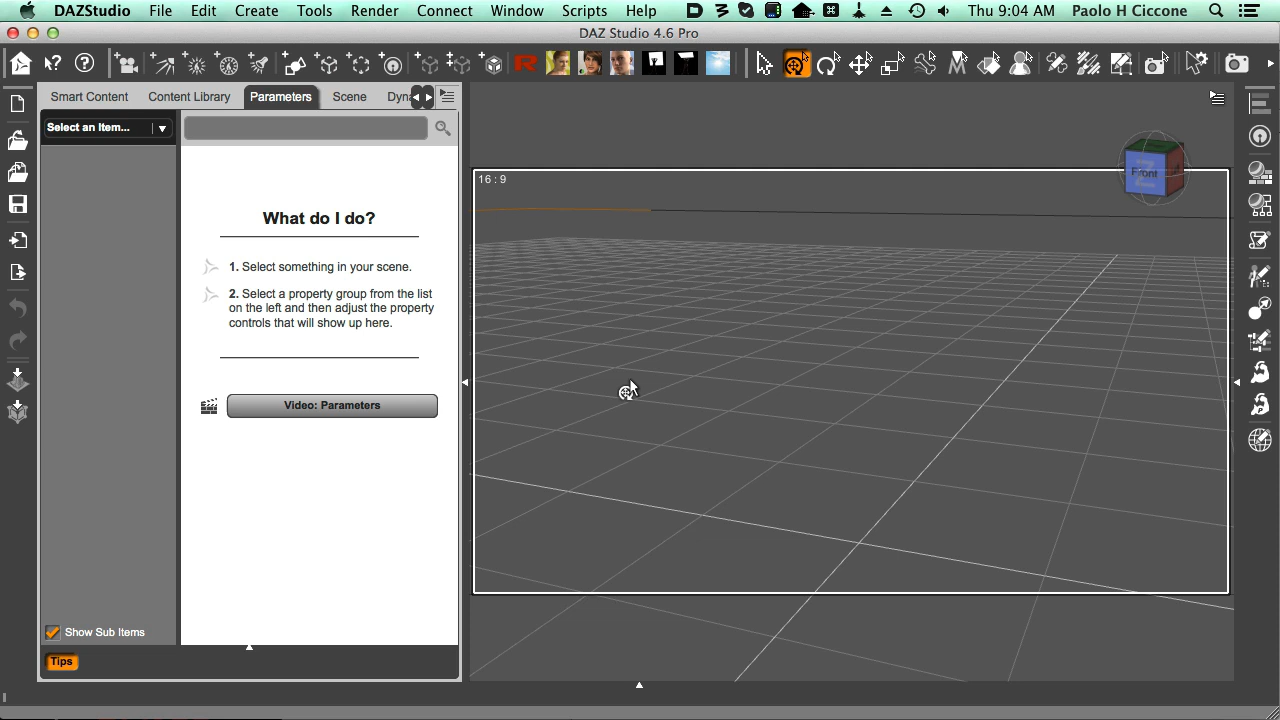 DAZStudio File Edit Create Tools Render Connect Window Scripts Help Thu 9:04 AM Paolo H Ciccone
DAZ Studio 4.6 Pro
Smart Content Content Library Parameters Scene
Select an Item...
16 : 9
Front
What do I do?
1. Select something in your scene.
2. Select a property group from the list
on the left and then adjust the property
controls that will show up here.
Video: Parameters
Show Sub Items
Tips